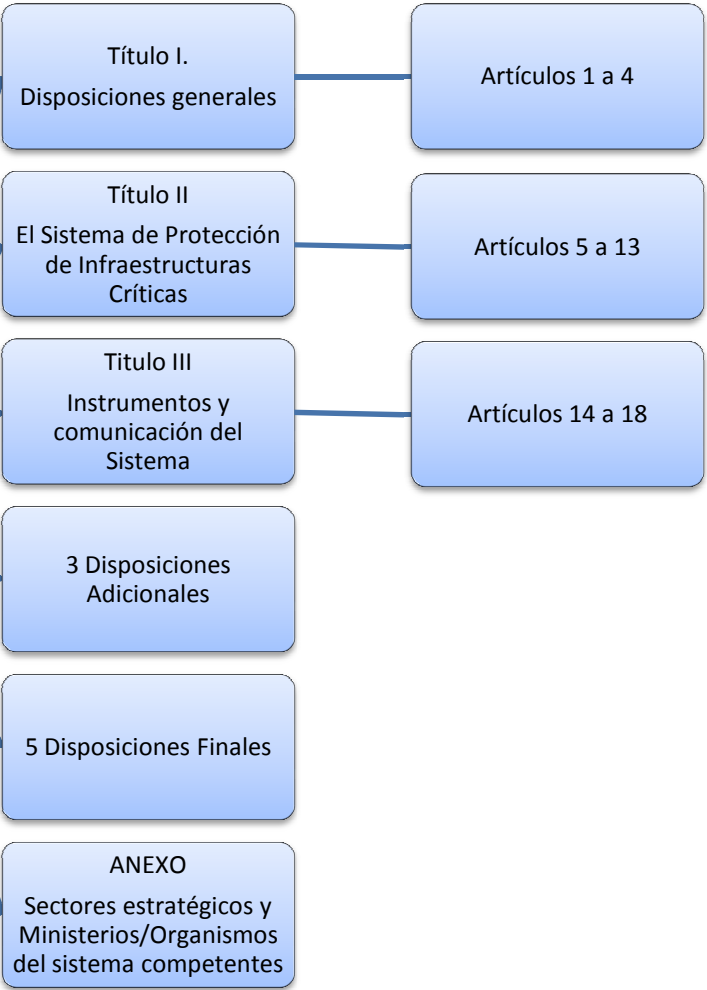 Título I.
Disposiciones generales
Artículos 1 a 4
Título II
El Sistema de Protección
de Infraestructuras
Críticas
Artículos 5 a 13
Titulo III
Instrumentos y
comunicación del
Sistema
Artículos 14 a 18
3 Disposiciones
Adicionales
5 Disposiciones Finales
ANEXO
Sectores estratégicos y
Ministerios/Organismos
del sistema competentes